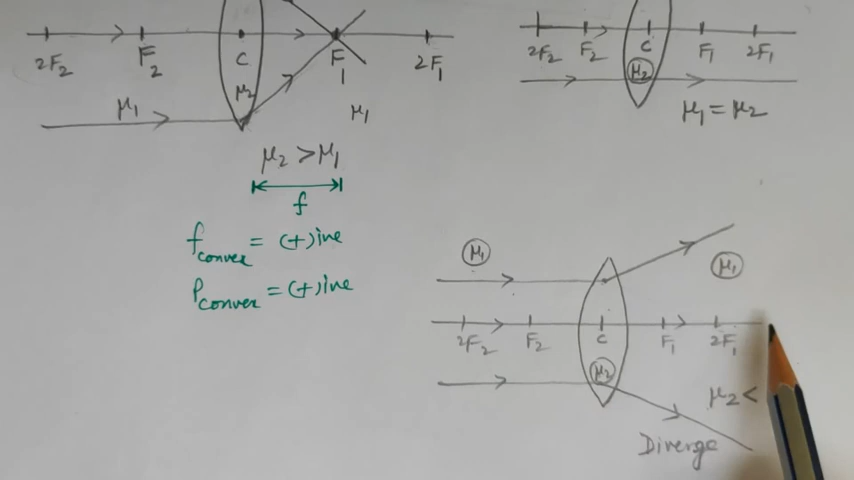 2F₂ F₂ C F₁ 2F₁
μ₂
μ₁ μ₁
μ₂ > μ₁
f
f convex = (+)ive
P convex = (+)ive
2F₂ F₂ C F₁ 2F₁
μ₂
μ₁ = μ₂
μ₁ μ₁
2F₂ F₂ C F₁ 2F₁
μ₂
μ₂ <
Diverge